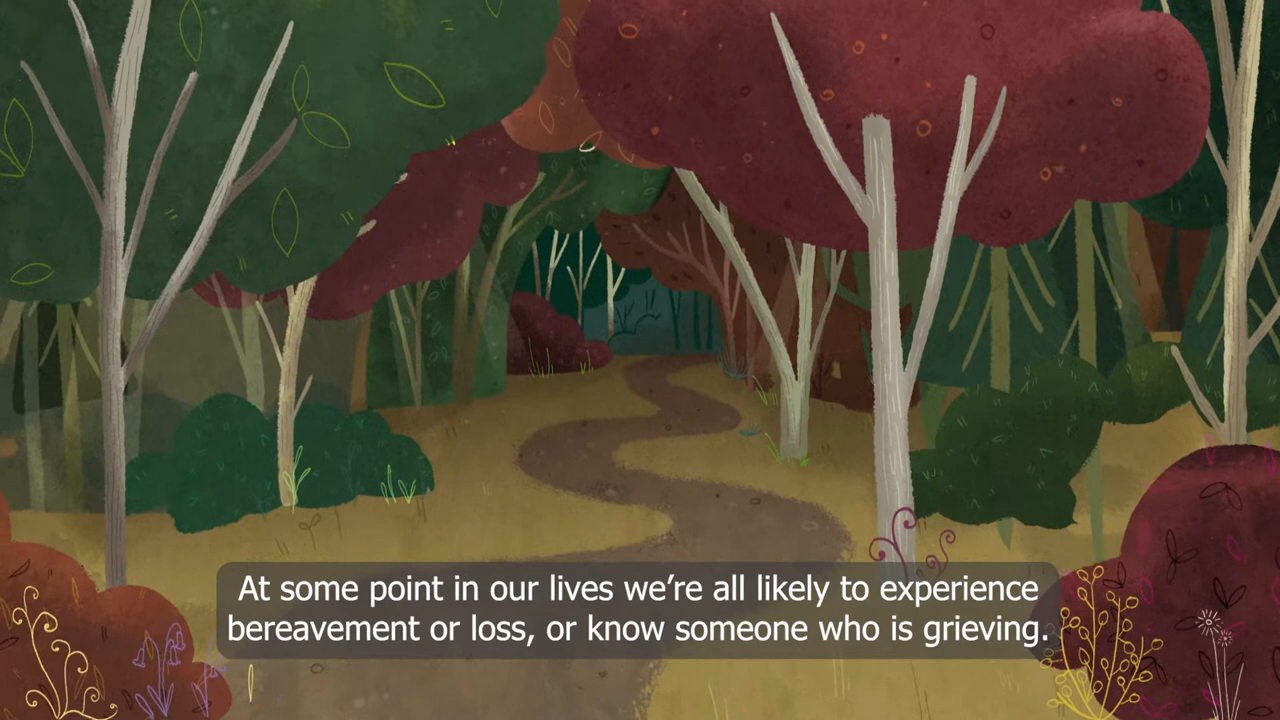 At some point in our lives we’re all likely to experience
bereavement or loss, or know someone who is grieving.